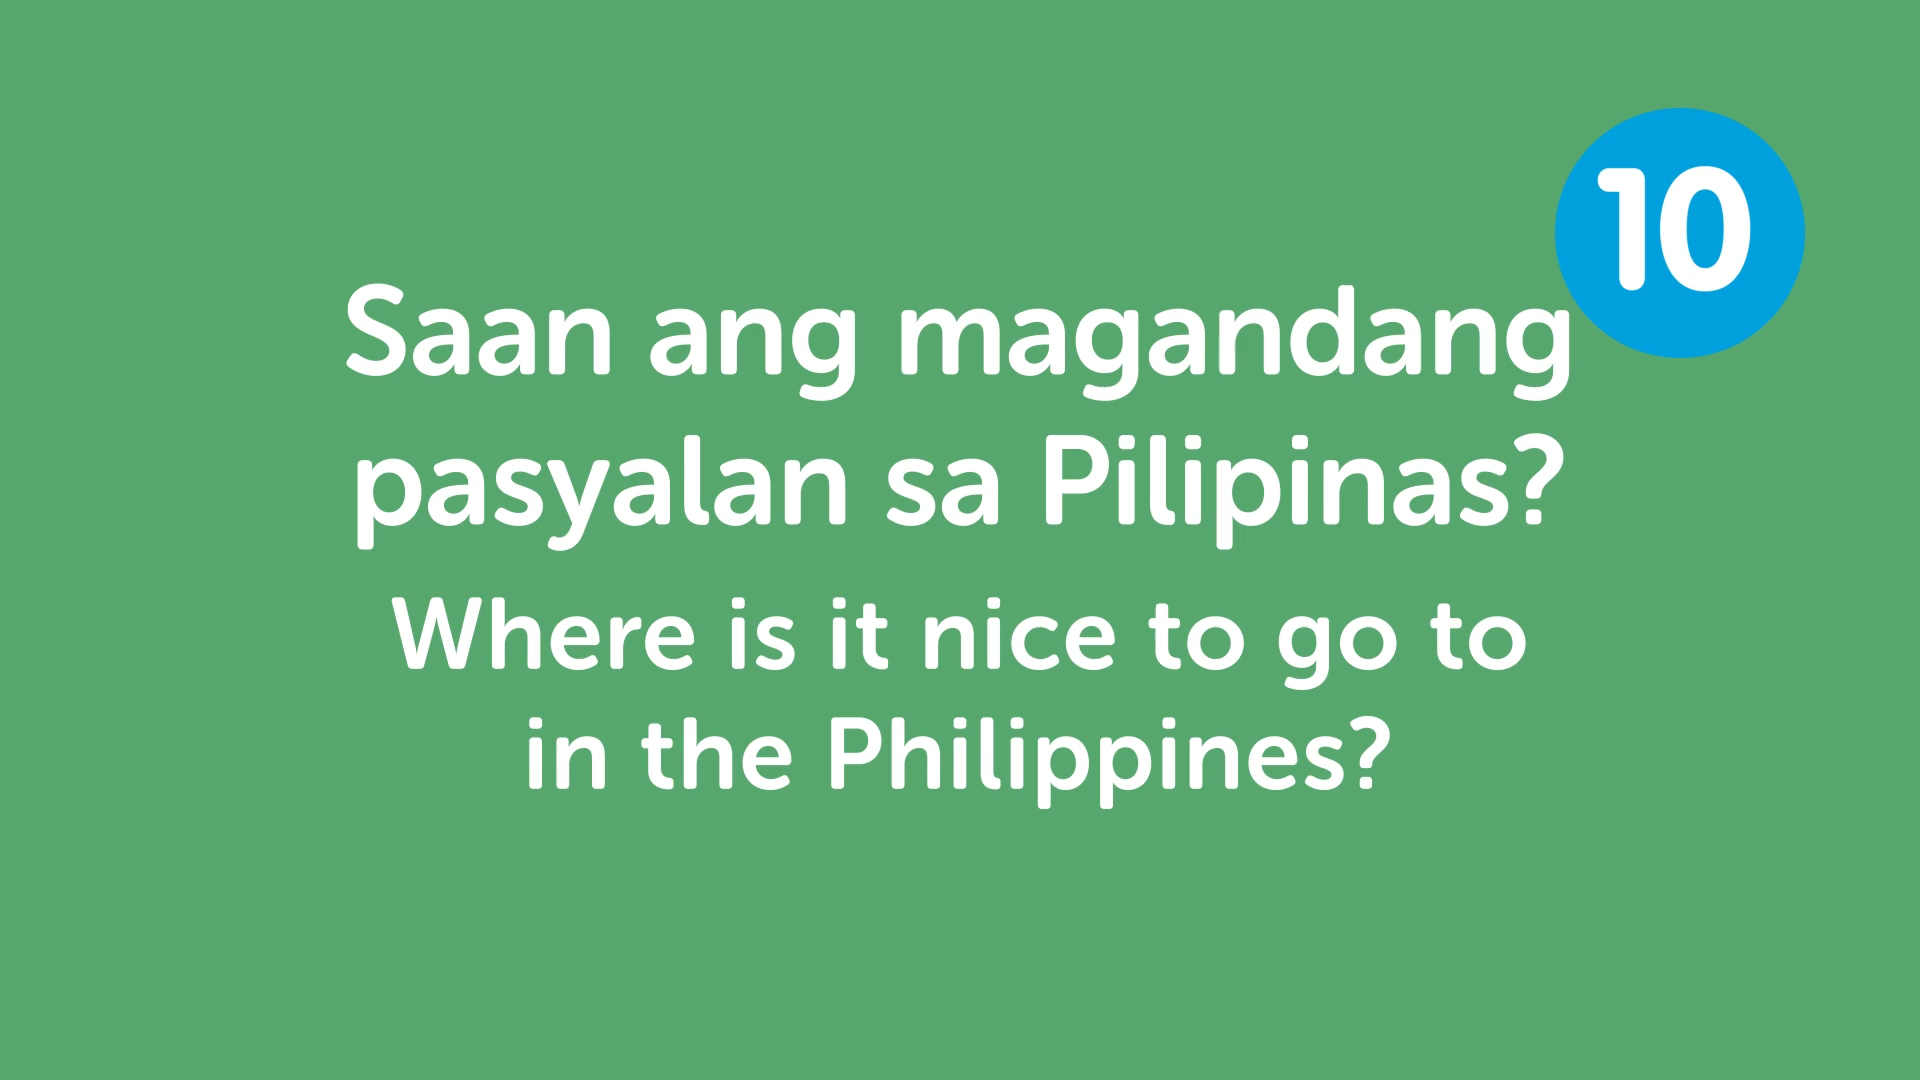 10
Saan ang magandang
pasyalan sa Pilipinas?
Where is it nice to go to
in the Philippines?